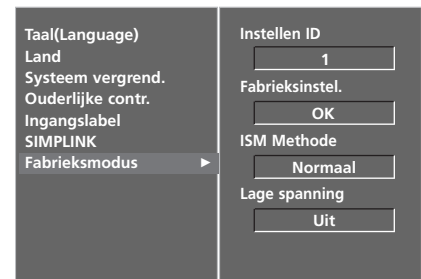 Taal(Language)
Land
Systeem vergrend.
Ouderlijke contr.
Ingangslabel
SIMPLINK
Fabrieksmodus ►
Instellen ID
1
Fabrieksinstel.
OK
ISM Methode
Normaal
Lage spanning
Uit